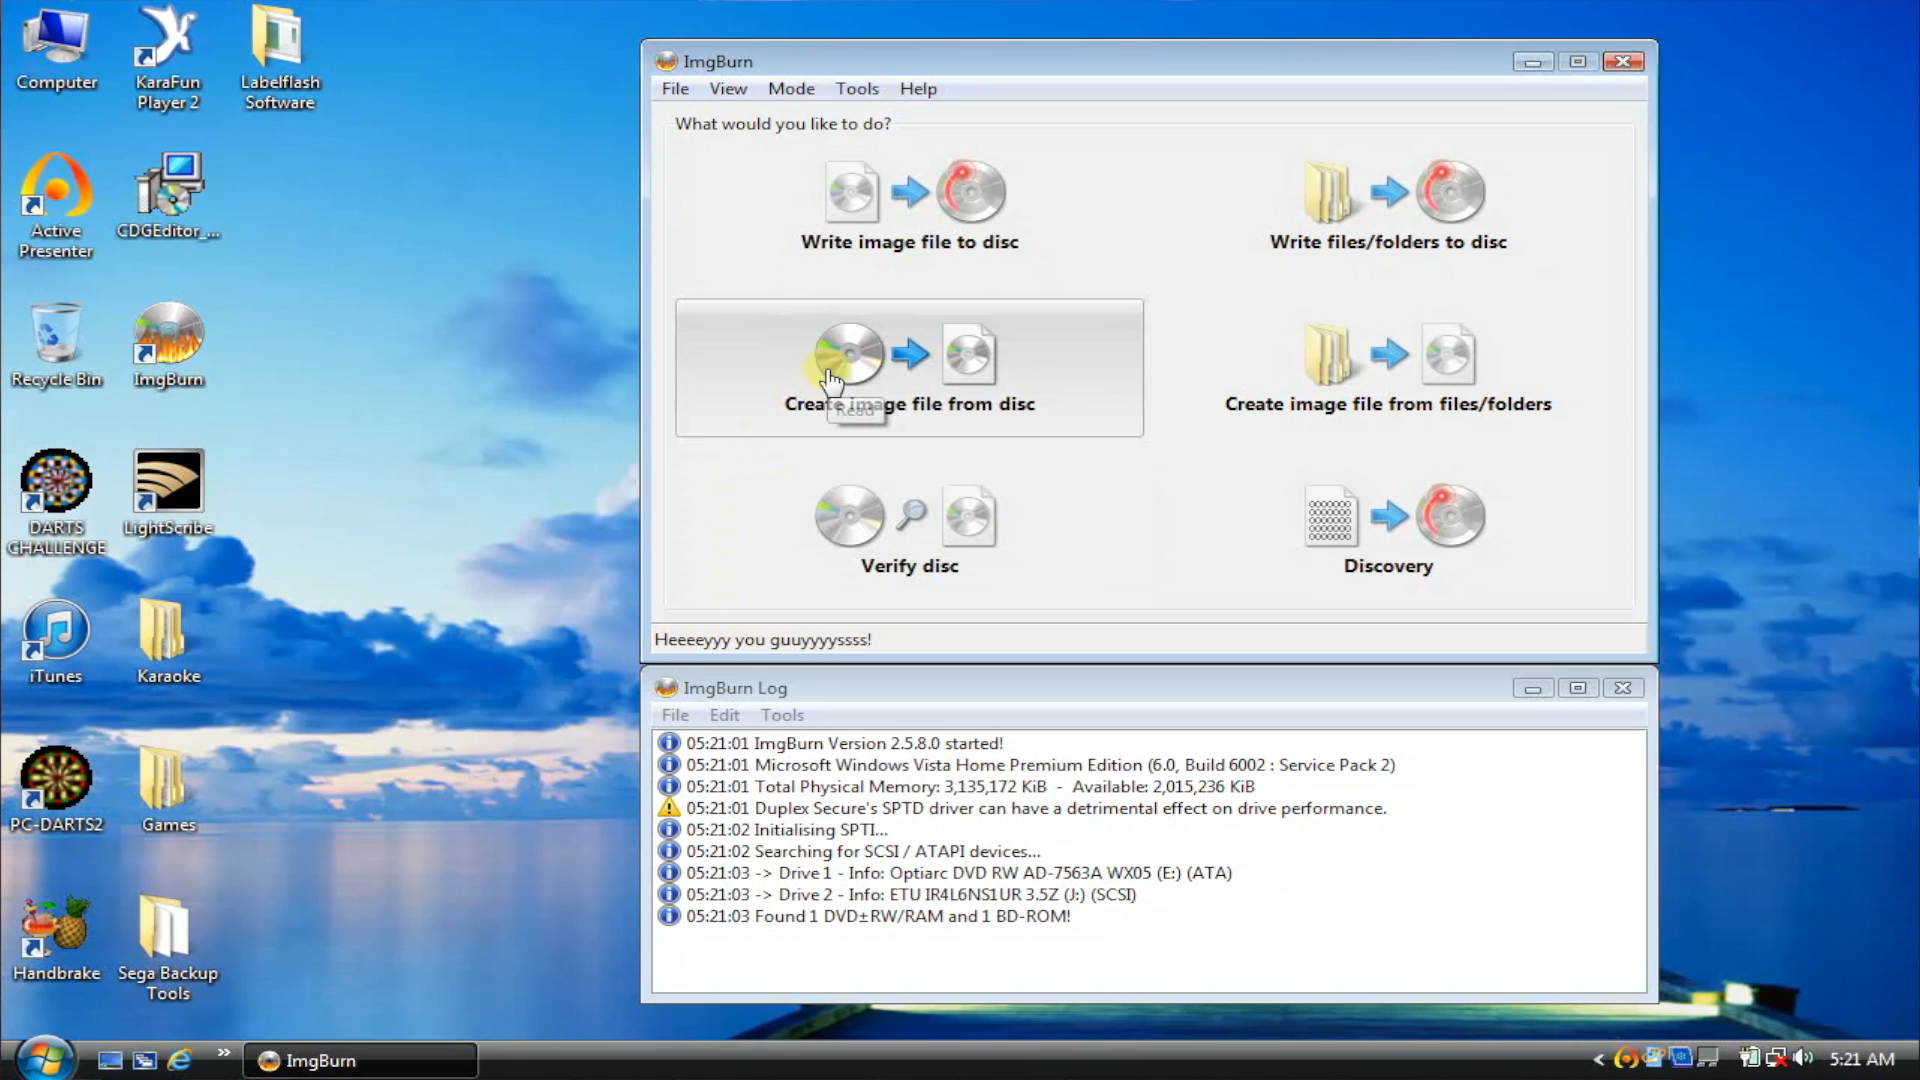 Computer
KaraFun
Player 2
Labelflash
Software
Active
Presenter
CDGEditor_...
Recycle Bin
ImgBurn
DARTS
CHALLENGE
LightScribe
iTunes
Karaoke
PC-DARTS2
Games
Handbrake
Sega Backup
Tools
ImgBurn
File View Mode Tools Help
What would you like to do?
Write image file to disc
Write files/folders to disc
Create image file from disc
Read
Create image file from files/folders
Verify disc
Discovery
Heeeeyyy you guuyyyyssss!
ImgBurn Log
File Edit Tools
05:21:01 ImgBurn Version 2.5.8.0 started!
05:21:01 Microsoft Windows Vista Home Premium Edition (6.0, Build 6002 : Service Pack 2)
05:21:01 Total Physical Memory: 3,135,172 KiB - Available: 2,015,236 KiB
05:21:01 Duplex Secure's SPTD driver can have a detrimental effect on drive performance.
05:21:02 Initialising SPTI...
05:21:02 Searching for SCSI / ATAPI devices...
05:21:03 -> Drive 1 - Info: Optiarc DVD RW AD-7563A WX05 (E:) (ATA)
05:21:03 -> Drive 2 - Info: ETU IR4L6NS1UR 3.5Z (J:) (SCSI)
05:21:03 Found 1 DVD±RW/RAM and 1 BD-ROM!
ImgBurn
5:21 AM